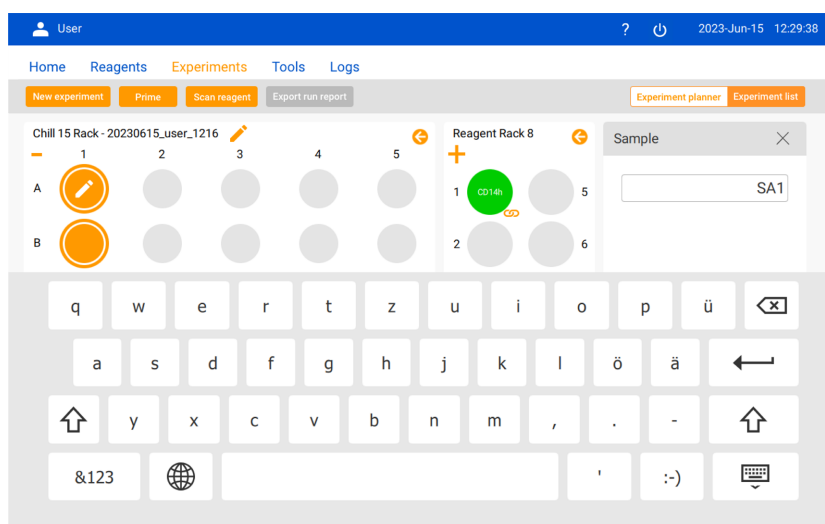 User ? 2023-Jun-15 12:29:38
Home Reagents Experiments Tools Logs
New experiment Prime Scan reagent Export run report Experiment planner Experiment list
Chill 15 Rack - 20230615_user_1216
1 2 3 4 5
A
B
Reagent Rack 8
1 CD14h 5
2 6
Sample
SA1
q w e r t z u i o p ü
a s d f g h j k l ö ä
y x c v b n m , . -
&123 ' :-)